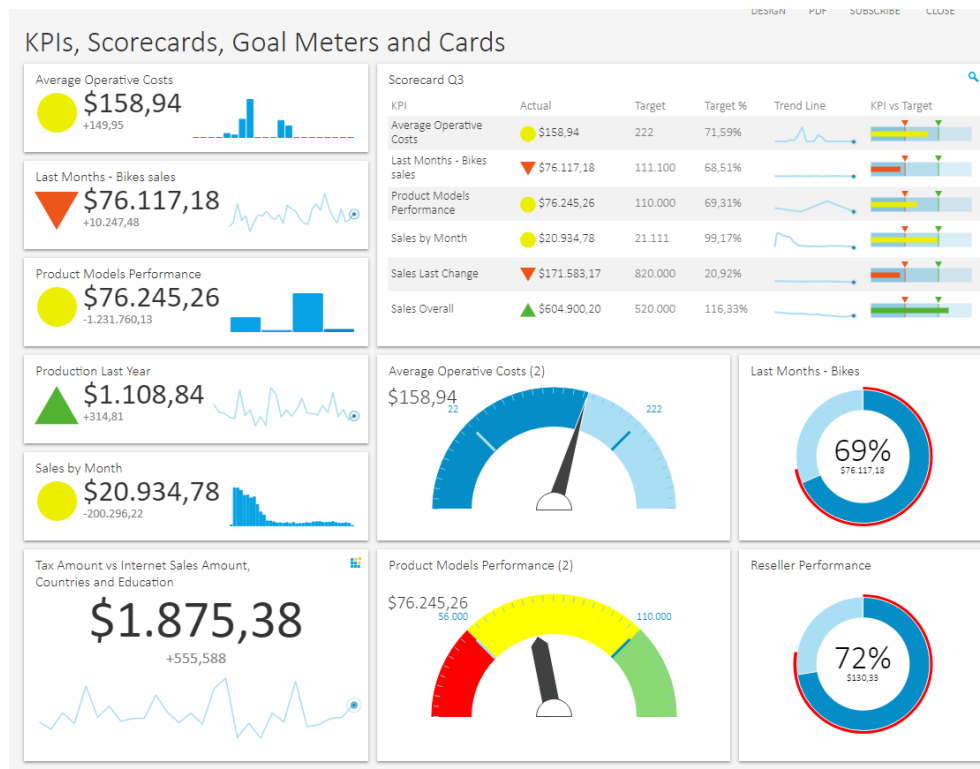 DESIGN PDF SUBSCRIBE CLOSE
KPIs, Scorecards, Goal Meters and Cards
Average Operative Costs
$158,94
+149,95
Last Months - Bikes sales
$76.117,18
+10.247,48
Product Models Performance
$76.245,26
-1.231.760,13
Production Last Year
$1.108,84
+314,81
Sales by Month
$20.934,78
-200.296,22
Tax Amount vs Internet Sales Amount,
Countries and Education
$1.875,38
+555,588
Scorecard Q3
KPI Actual Target Target % Trend Line KPI vs Target
Average Operative
Costs
$158,94 222 71,59%
Last Months - Bikes
sales
$76.117,18 111.100 68,51%
Product Models
Performance
$76.245,26 110.000 69,31%
Sales by Month $20.934,78 21.111 99,17%
Sales Last Change $171.583,17 820.000 20,92%
Sales Overall $604.900,20 520.000 116,33%
Average Operative Costs (2)
$158,94
22 222
Last Months - Bikes
69%
$76.117,18
Product Models Performance (2)
$76.245,26
56.000 110.000
Reseller Performance
72%
$130,33